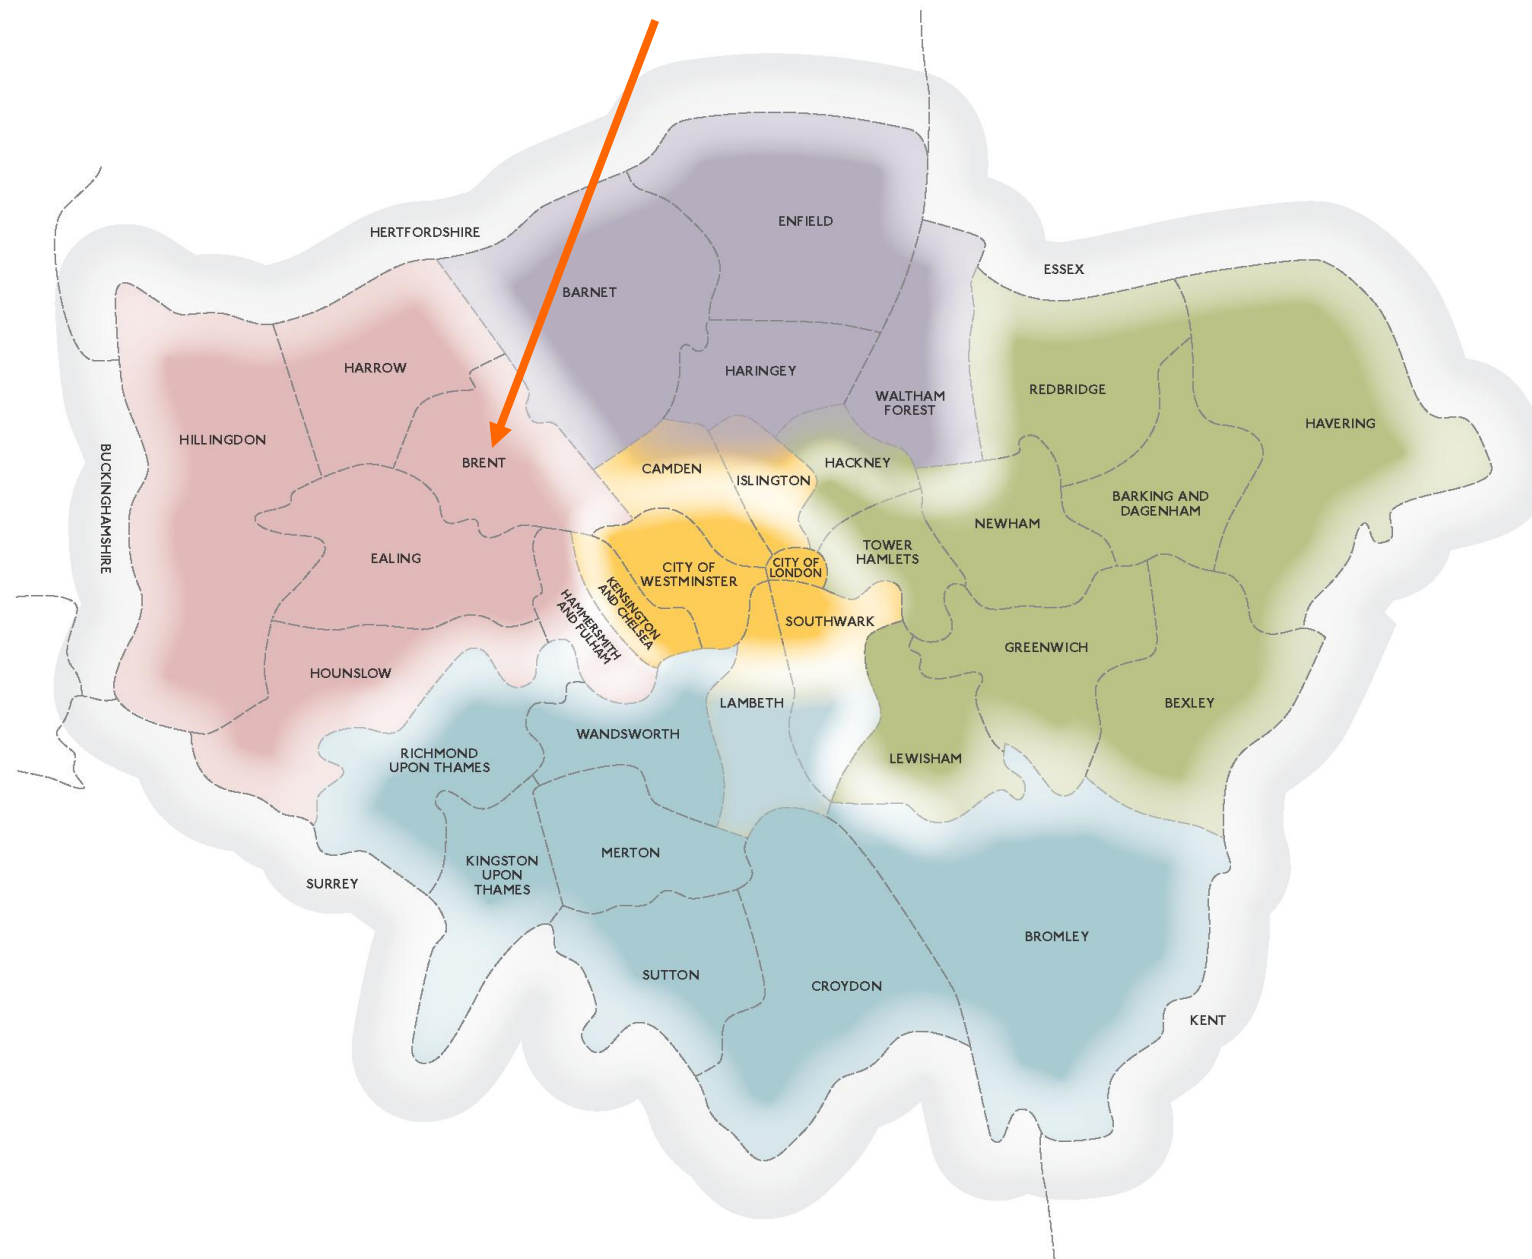 ENFIELD
HERTFORDSHIRE
ESSEX
BARNET
HARROW
HARINGEY
REDBRIDGE
WALTHAM
FOREST
HAVERING
HILLINGDON
BUCKINGHAMSHIRE
BRENT
CAMDEN
ISLINGTON
HACKNEY
BARKING AND
DAGENHAM
NEWHAM
EALING
TOWER
HAMLETS
CITY OF
WESTMINSTER
CITY OF
LONDON
KENSINGTON
AND CHELSEA
HAMMERSMITH
AND FULHAM
SOUTHWARK
GREENWICH
HOUNSLOW
LAMBETH
BEXLEY
RICHMOND
UPON THAMES
WANDSWORTH
LEWISHAM
MERTON
KINGSTON
UPON
THAMES
SURREY
BROMLEY
SUTTON
CROYDON
KENT